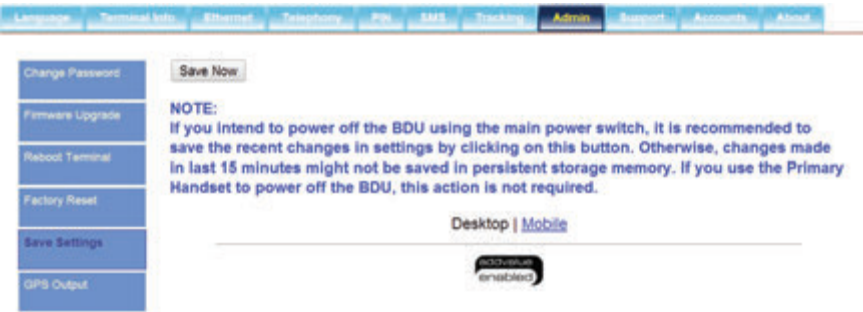 Language Terminal Info Ethernet Telephony PIN SMS Tracking Admin Support Accounts About
Change Password
Firmware Upgrade
Reboot Terminal
Factory Reset
Save Settings
GPS Output
Save Now
NOTE:
If you intend to power off the BDU using the main power switch, it is recommended to
save the recent changes in settings by clicking on this button. Otherwise, changes made
in last 15 minutes might not be saved in persistent storage memory. If you use the Primary
Handset to power off the BDU, this action is not required.
Desktop | Mobile
addvalue
enabled